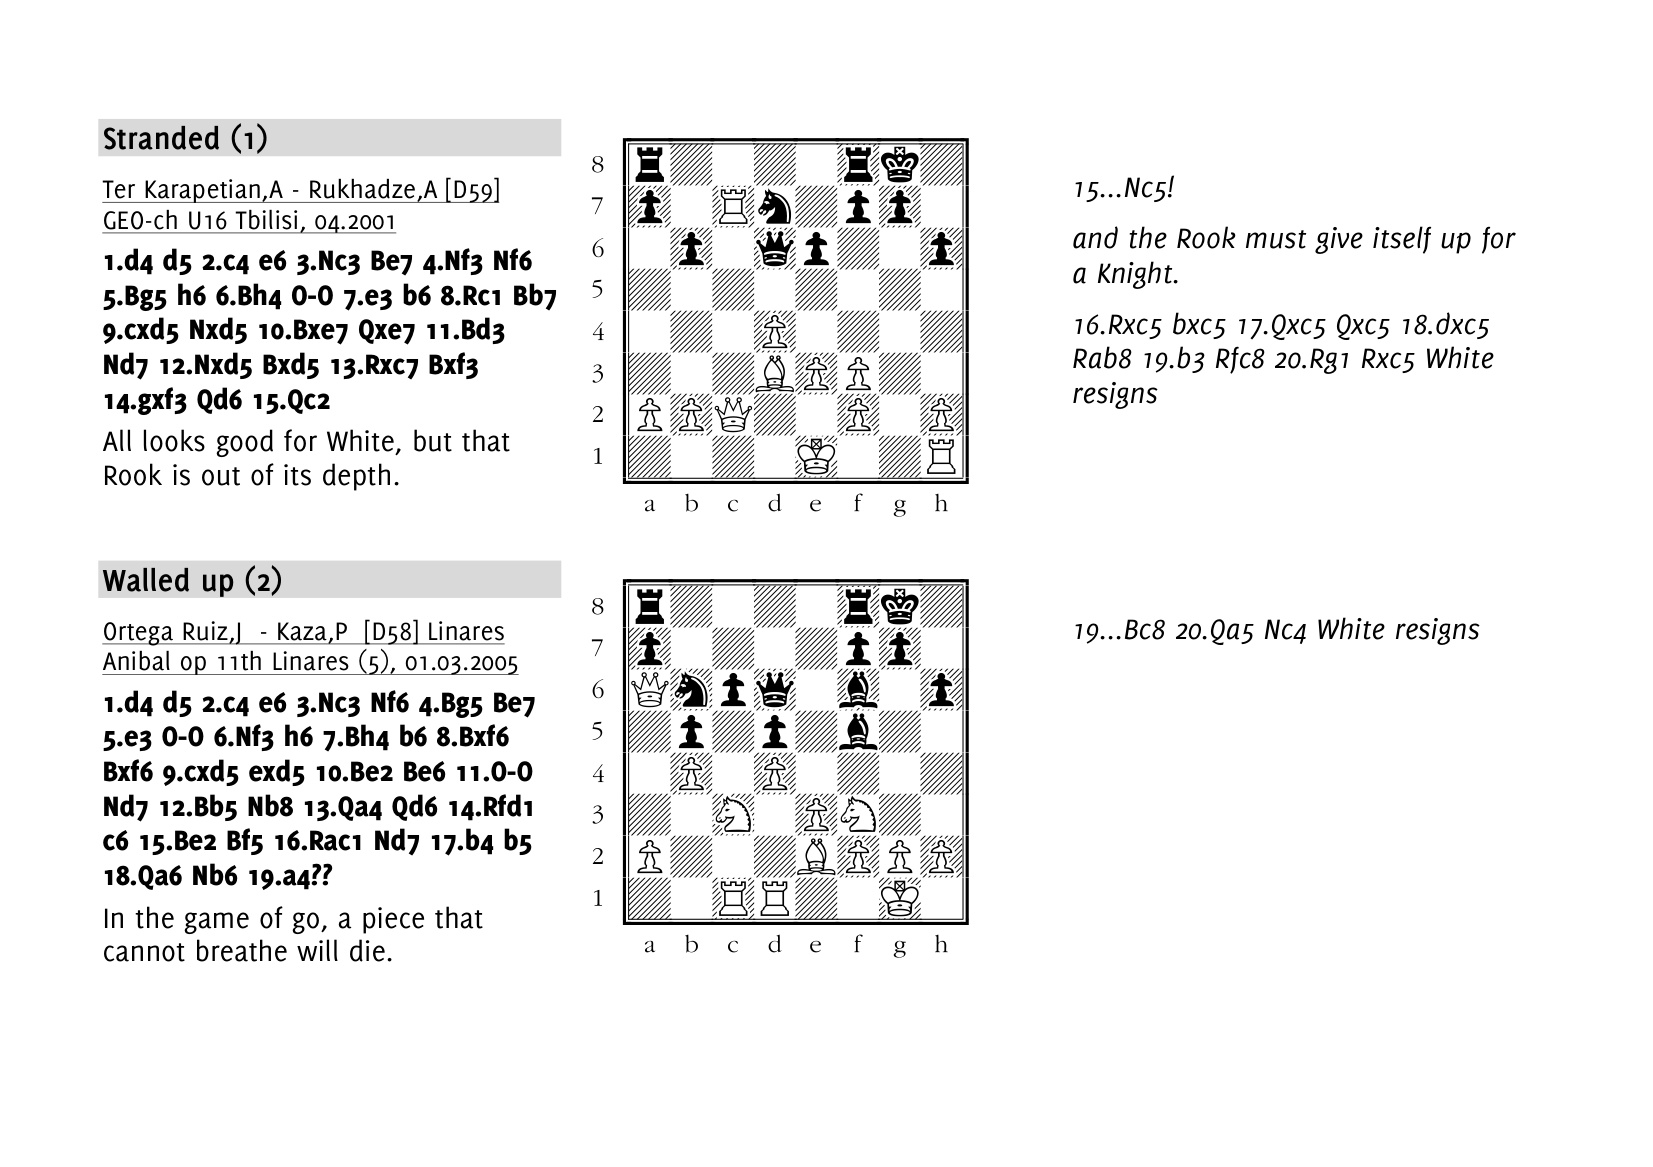 Stranded (1)
Ter Karapetian,A - Rukhadze,A [D59]
GEO-ch U16 Tbilisi, 04.2001
1.d4 d5 2.c4 e6 3.Nc3 Be7 4.Nf3 Nf6
5.Bg5 h6 6.Bh4 O-O 7.e3 b6 8.Rc1 Bb7
9.cxd5 Nxd5 10.Bxe7 Qxe7 11.Bd3
Nd7 12.Nxd5 Bxd5 13.Rxc7 Bxf3
14.gxf3 Qd6 15.Qc2
All looks good for White, but that
Rook is out of its depth.
8
7
6
5
4
3
2
1
a b c d e f g h
15...Nc5!
and the Rook must give itself up for
a Knight.
16.Rxc5 bxc5 17.Qxc5 Qxc5 18.dxc5
Rab8 19.b3 Rfc8 20.Rg1 Rxc5 White
resigns
Walled up (2)
Ortega Ruiz,J - Kaza,P [D58] Linares
Anibal op 11th Linares (5), 01.03.2005
1.d4 d5 2.c4 e6 3.Nc3 Nf6 4.Bg5 Be7
5.e3 O-O 6.Nf3 h6 7.Bh4 b6 8.Bxf6
Bxf6 9.cxd5 exd5 10.Be2 Be6 11.O-O
Nd7 12.Bb5 Nb8 13.Qa4 Qd6 14.Rfd1
c6 15.Be2 Bf5 16.Rac1 Nd7 17.b4 b5
18.Qa6 Nb6 19.a4??
In the game of go, a piece that
cannot breathe will die.
8
7
6
5
4
3
2
1
a b c d e f g h
19...Bc8 20.Qa5 Nc4 White resigns